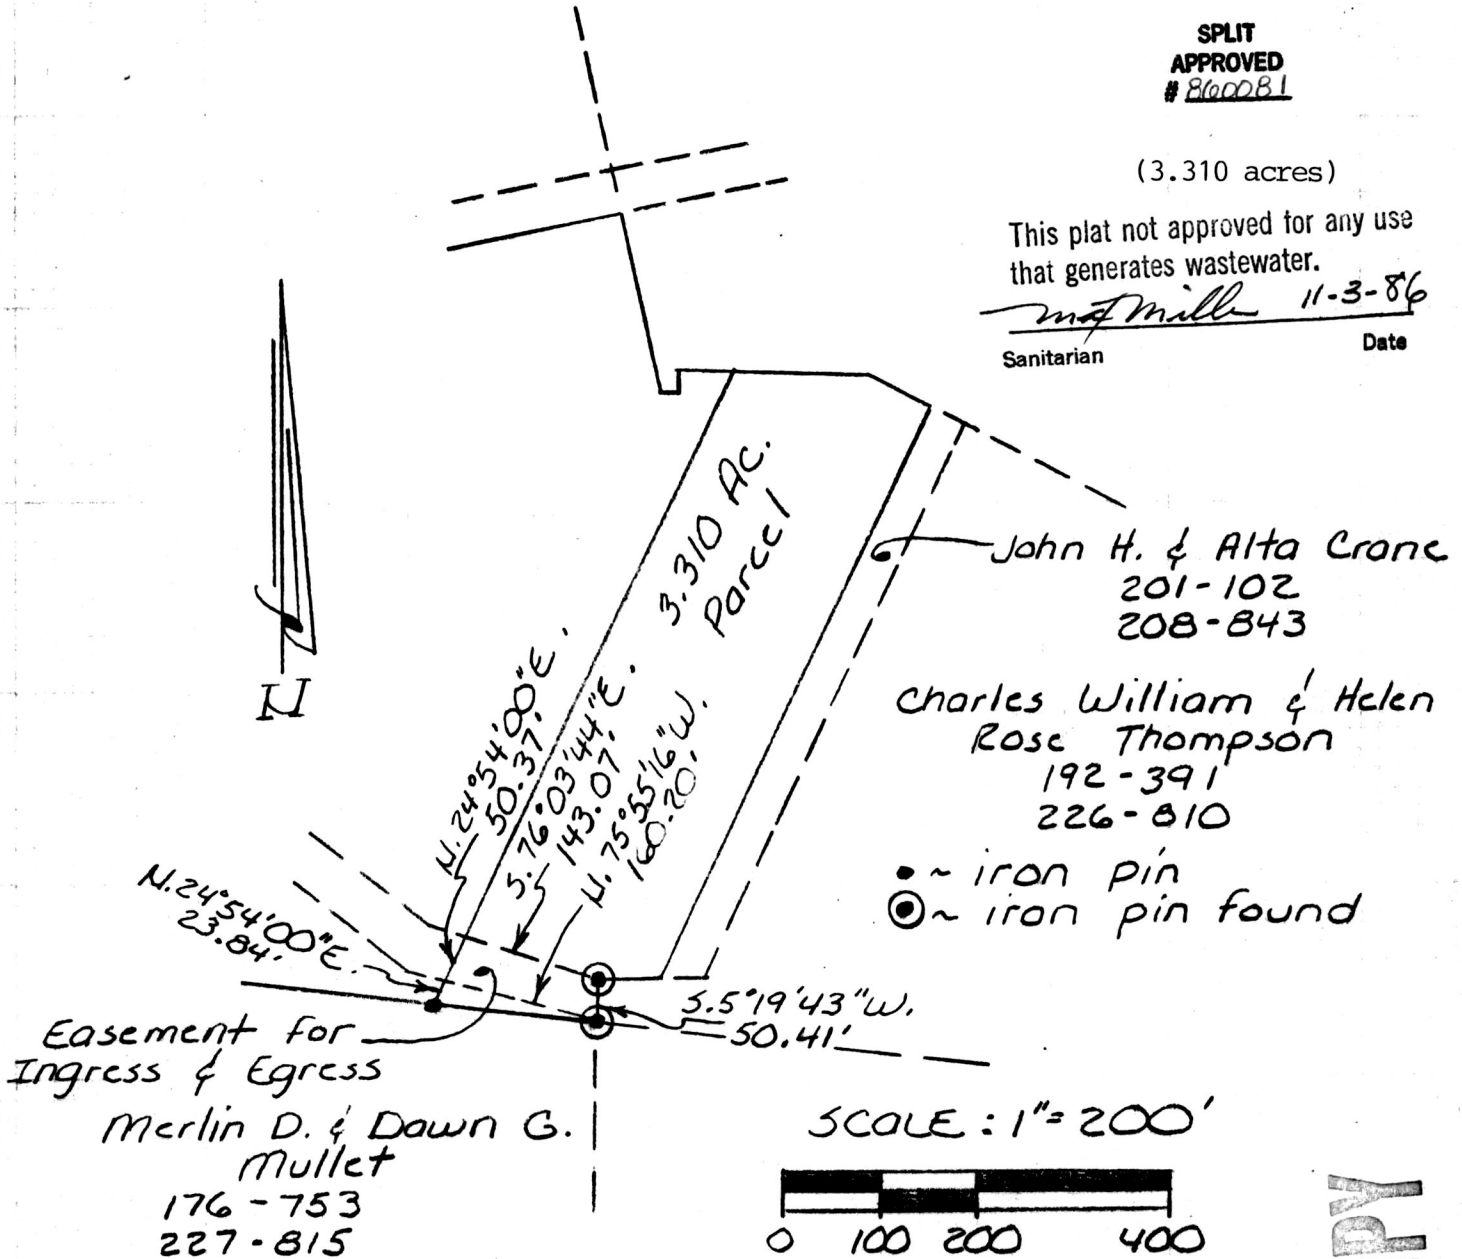 SPLIT
APPROVED
# 860081
(3.310 acres)
This plat not approved for any use
that generates wastewater.
11-3-86
Sanitarian Date
3.310 Ac.
Parcel
John H. & Alta Crane
201-102
208-843
Charles William & Helen
Rose Thompson
192-391
226-810
• ~ iron pin
~ iron pin found
N.24°54'00"E.
50.37'
S.76°03'44"E.
143.07'
N.75°55'16"W.
160.20'
N.24°54'00"E.
23.84'
S.5°19'43"W.
50.41'
Easement for
Ingress & Egress
Merlin D. & Dawn G.
Mullet
176-753
227-815
N
SCALE: 1"=200'
0 100 200 400
PY